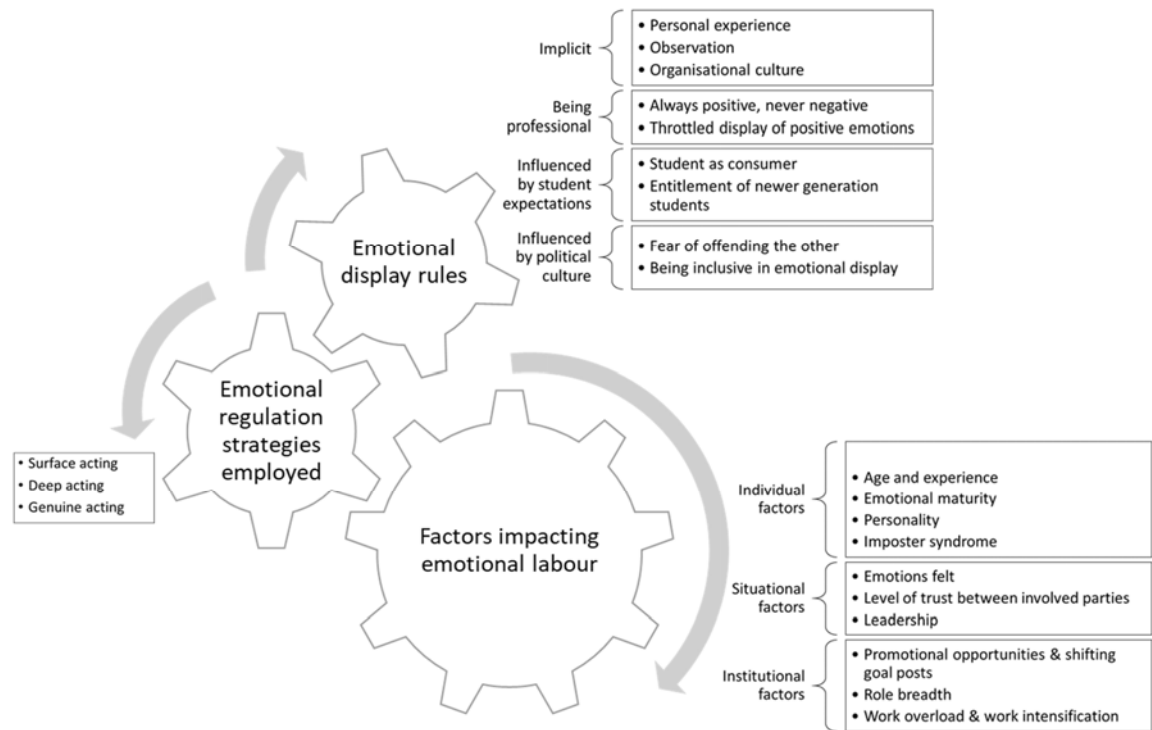 Implicit
• Personal experience
• Observation
• Organisational culture
Being
professional
• Always positive, never negative
• Throttled display of positive emotions
Influenced
by student
expectations
• Student as consumer
• Entitlement of newer generation
students
Influenced
by political
culture
• Fear of offending the other
• Being inclusive in emotional display
Emotional
display rules
Emotional
regulation
strategies
employed
• Surface acting
• Deep acting
• Genuine acting
Factors impacting
emotional labour
Individual
factors
• Age and experience
• Emotional maturity
• Personality
• Imposter syndrome
Situational
factors
• Emotions felt
• Level of trust between involved parties
• Leadership
Institutional
factors
• Promotional opportunities & shifting
goal posts
• Role breadth
• Work overload & work intensification